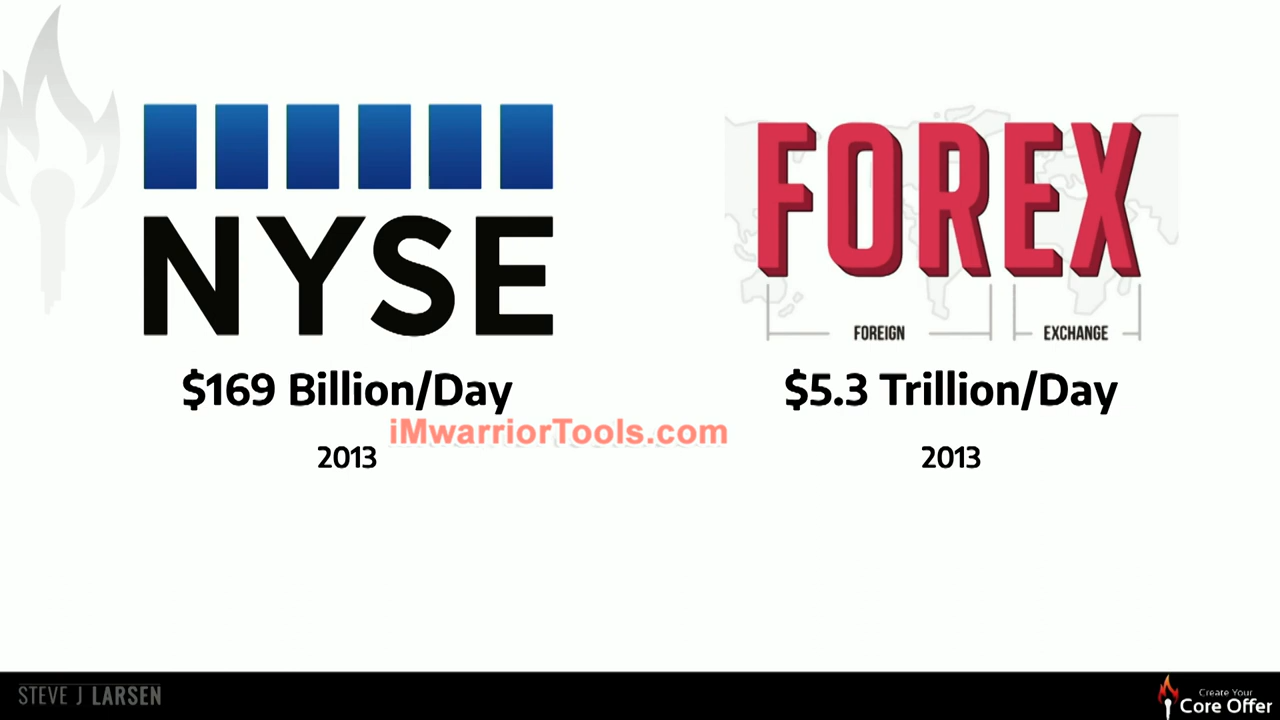 NYSE
$169 Billion/Day
2013
FOREX
FOREIGN
EXCHANGE
$5.3 Trillion/Day
2013
iMwarriorTools.com
STEVE J LARSEN
Create Your
Core Offer